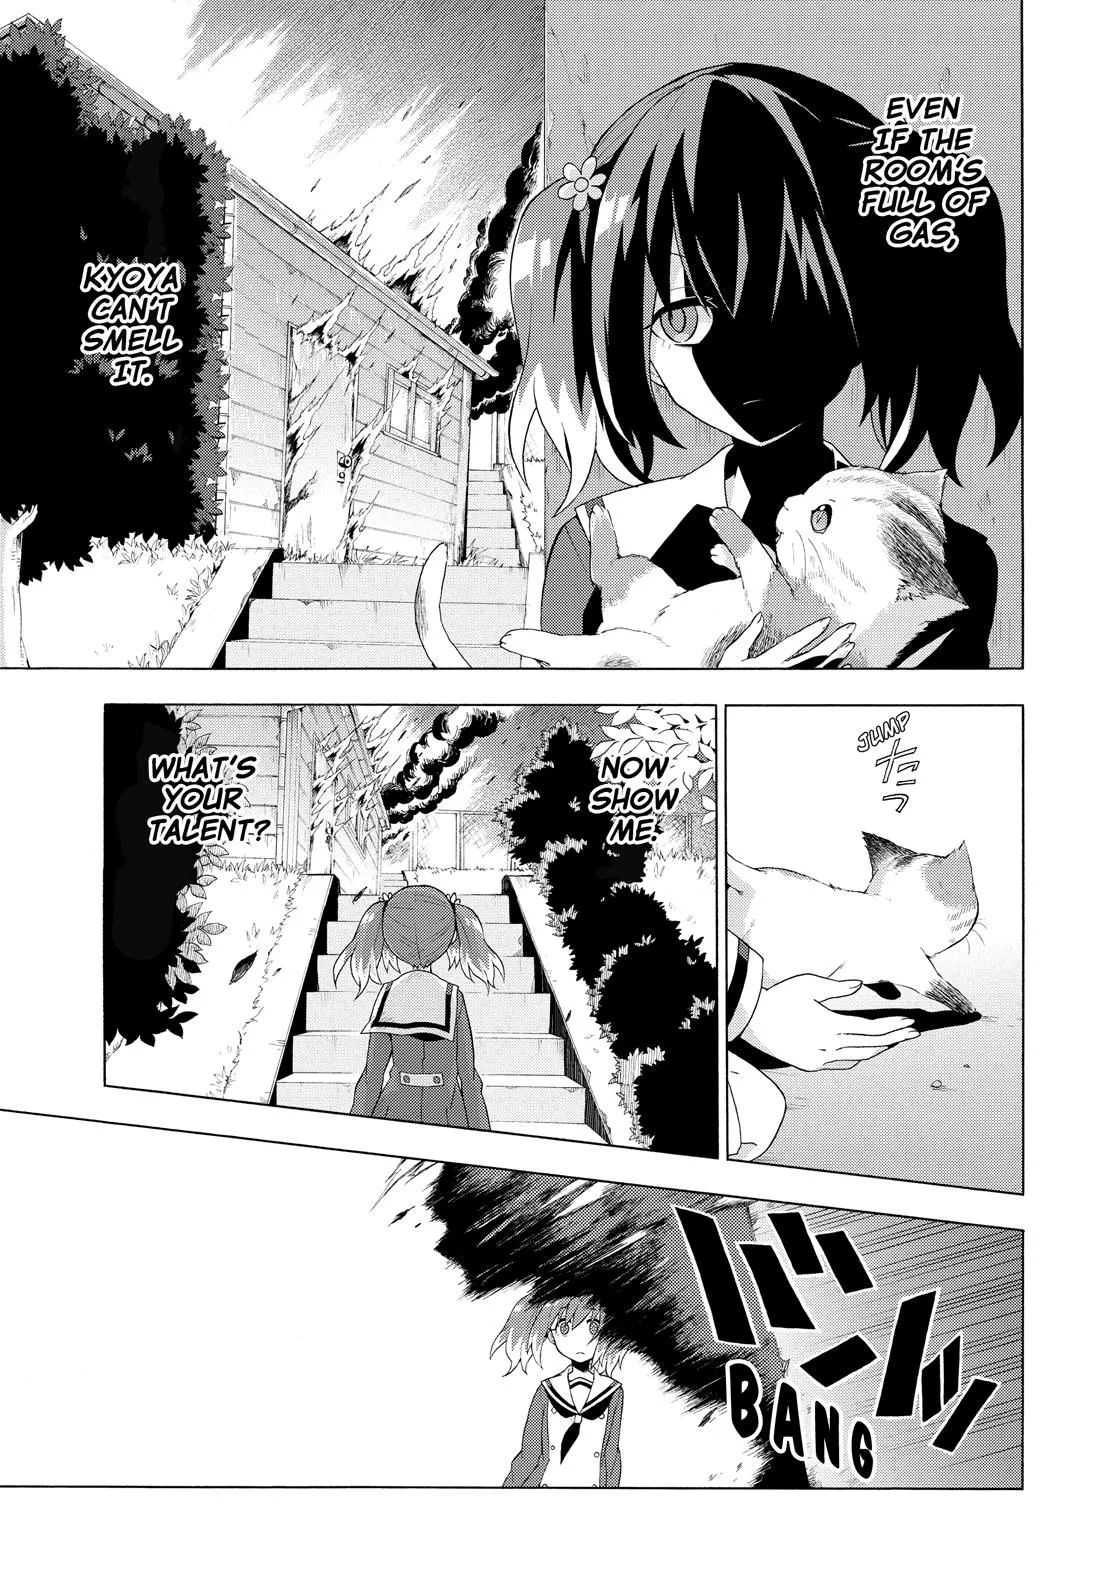 EVEN
IF THE
ROOM'S
FULL OF
GAS,
KYOYA
CAN'T
SMELL
IT.
JUMP
たっ
NOW
SHOW
ME.
WHAT'S
YOUR
TALENT?
バンッ
BANG